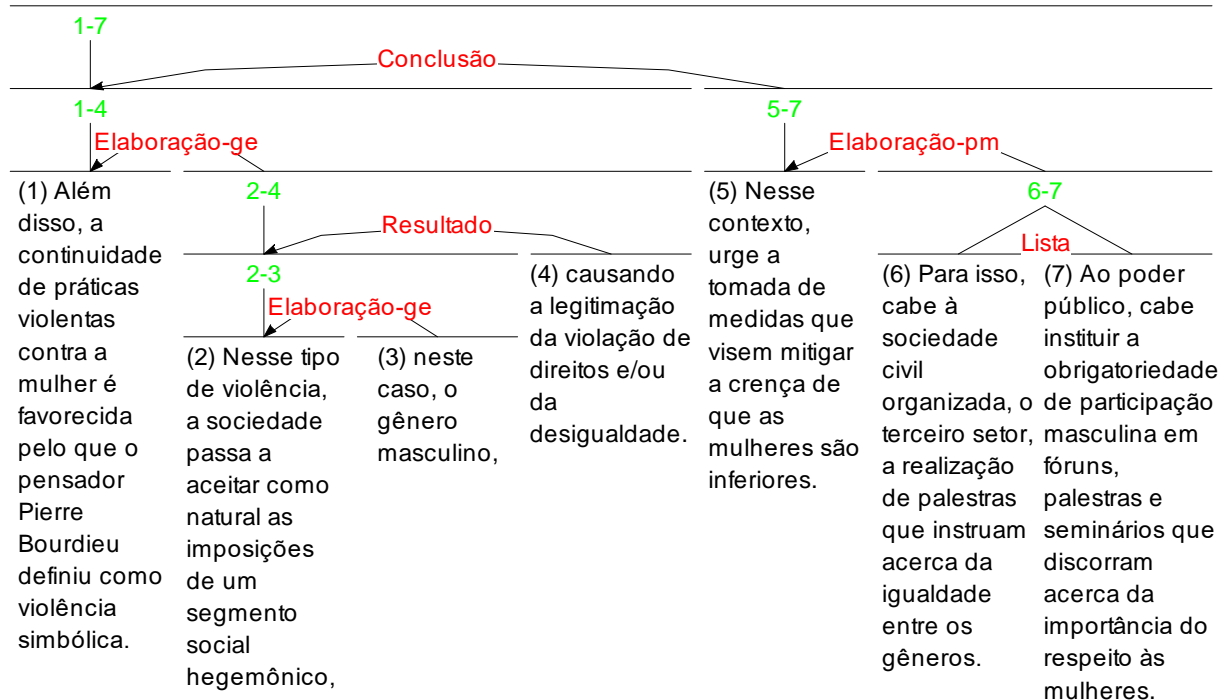 1-7
Conclusão
1-4
5-7
Elaboração-ge
Elaboração-pm
(1) Além
disso, a
continuidade
de práticas
violentas
contra a
mulher é
favorecida
pelo que o
pensador
Pierre
Bourdieu
definiu como
violência
simbólica.
2-4
Resultado
2-3
Elaboração-ge
(2) Nesse tipo
de violência,
a sociedade
passa a
aceitar como
natural as
imposições
de um
segmento
social
hegemônico,
(3) neste
caso, o
gênero
masculino,
(4) causando
a legitimação
da violação de
direitos e/ou
da
desigualdade.
(5) Nesse
contexto,
urge a
tomada de
medidas que
visem mitigar
a crença de
que as
mulheres são
inferiores.
6-7
Lista
(6) Para isso,
cabe à
sociedade
civil
organizada, o
terceiro setor,
a realização
de palestras
que instruam
acerca da
igualdade
entre os
gêneros.
(7) Ao poder
público, cabe
instituir a
obrigatoriedade
de participação
masculina em
fóruns,
palestras e
seminários que
discorram
acerca da
importância do
respeito às
mulheres.